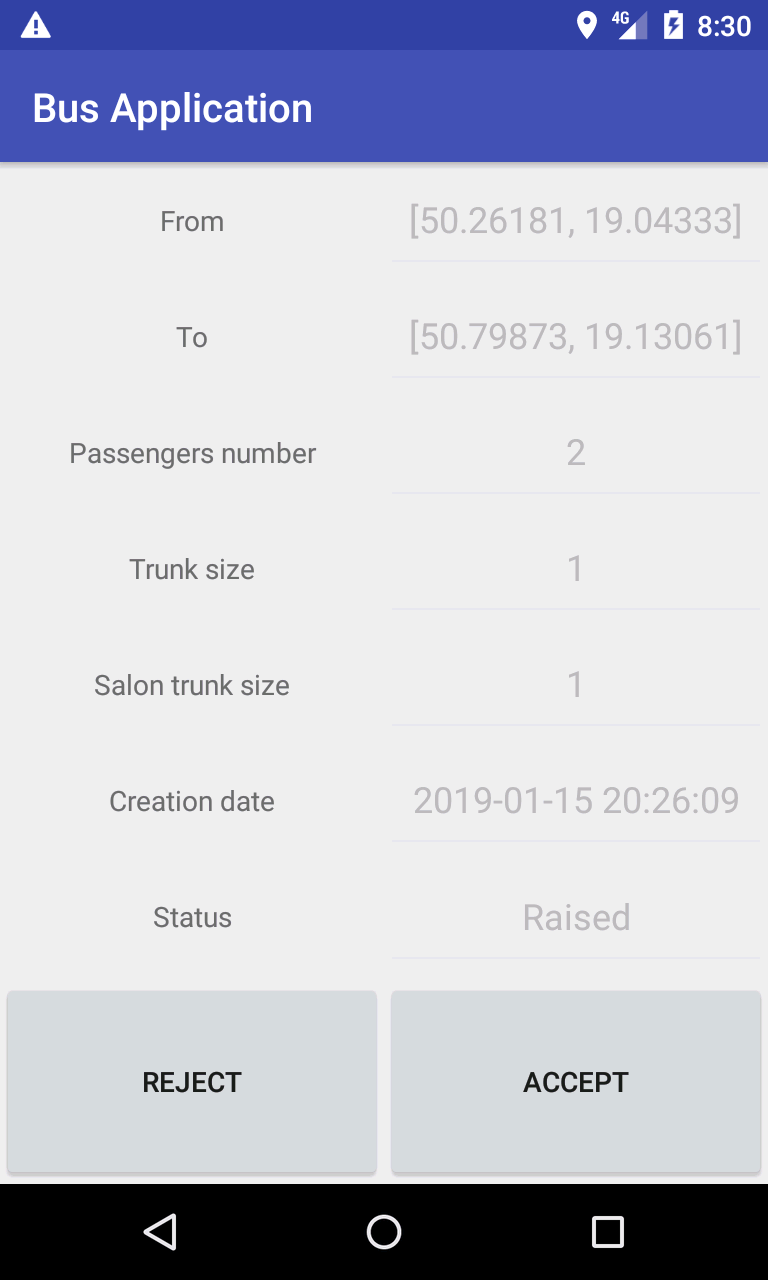 4G 8:30
Bus Application
From [50.26181, 19.04333]
To [50.79873, 19.13061]
Passengers number 2
Trunk size 1
Salon trunk size 1
Creation date 2019-01-15 20:26:09
Status Raised
REJECT ACCEPT